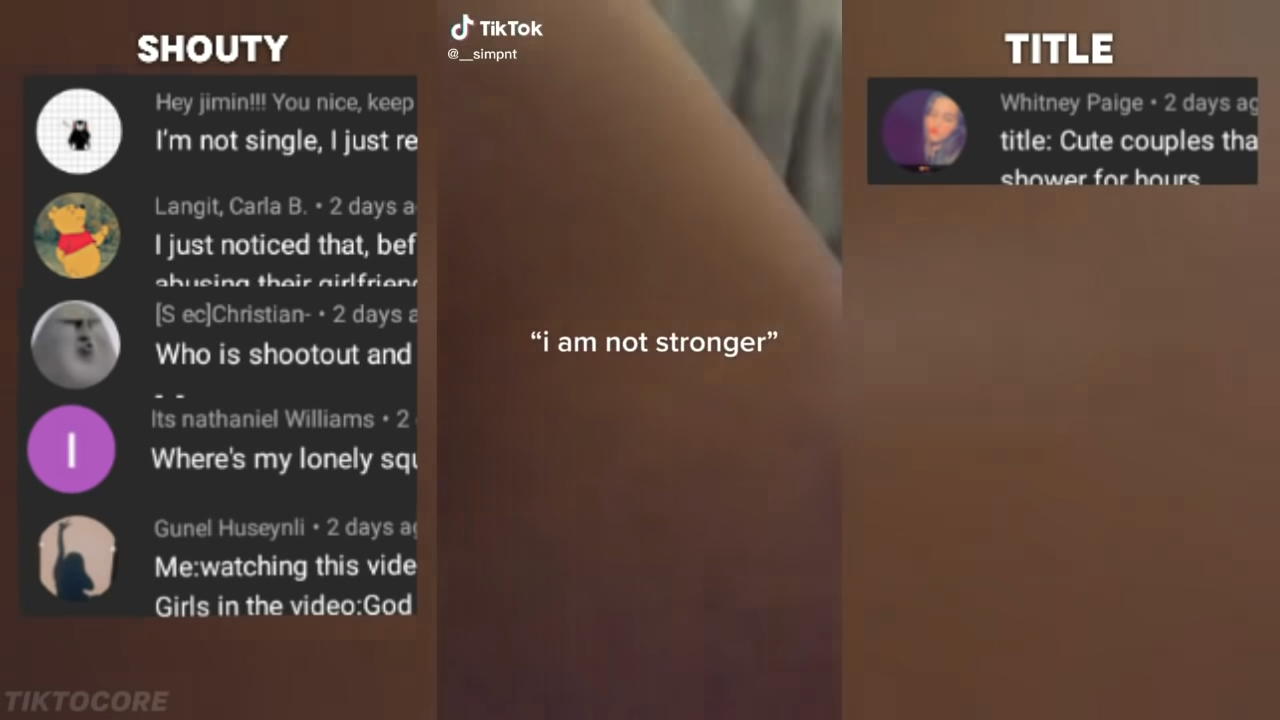 SHOUTY
Hey jimin!!! You nice, keep
I'm not single, I just re
Langit, Carla B. • 2 days a
I just noticed that, bef
abusing their girlfrien
[S ec]Christian- • 2 days a
Who is shootout and
Its nathaniel Williams • 2
Where's my lonely squ
Gunel Huseynli • 2 days ag
Me:watching this vide
Girls in the video:God
TIKTOCORE
TikTok
@__simpnt
“i am not stronger”
TITLE
Whitney Paige • 2 days ag
title: Cute couples tha
shower for hours
I